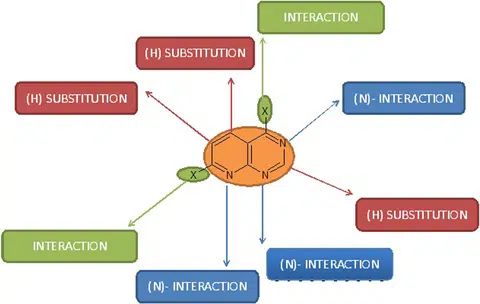 INTERACTION
(H) SUBSTITUTION
(H) SUBSTITUTION
(N)- INTERACTION
X
N
X
N
N
(H) SUBSTITUTION
INTERACTION
(N)- INTERACTION
(N)- INTERACTION